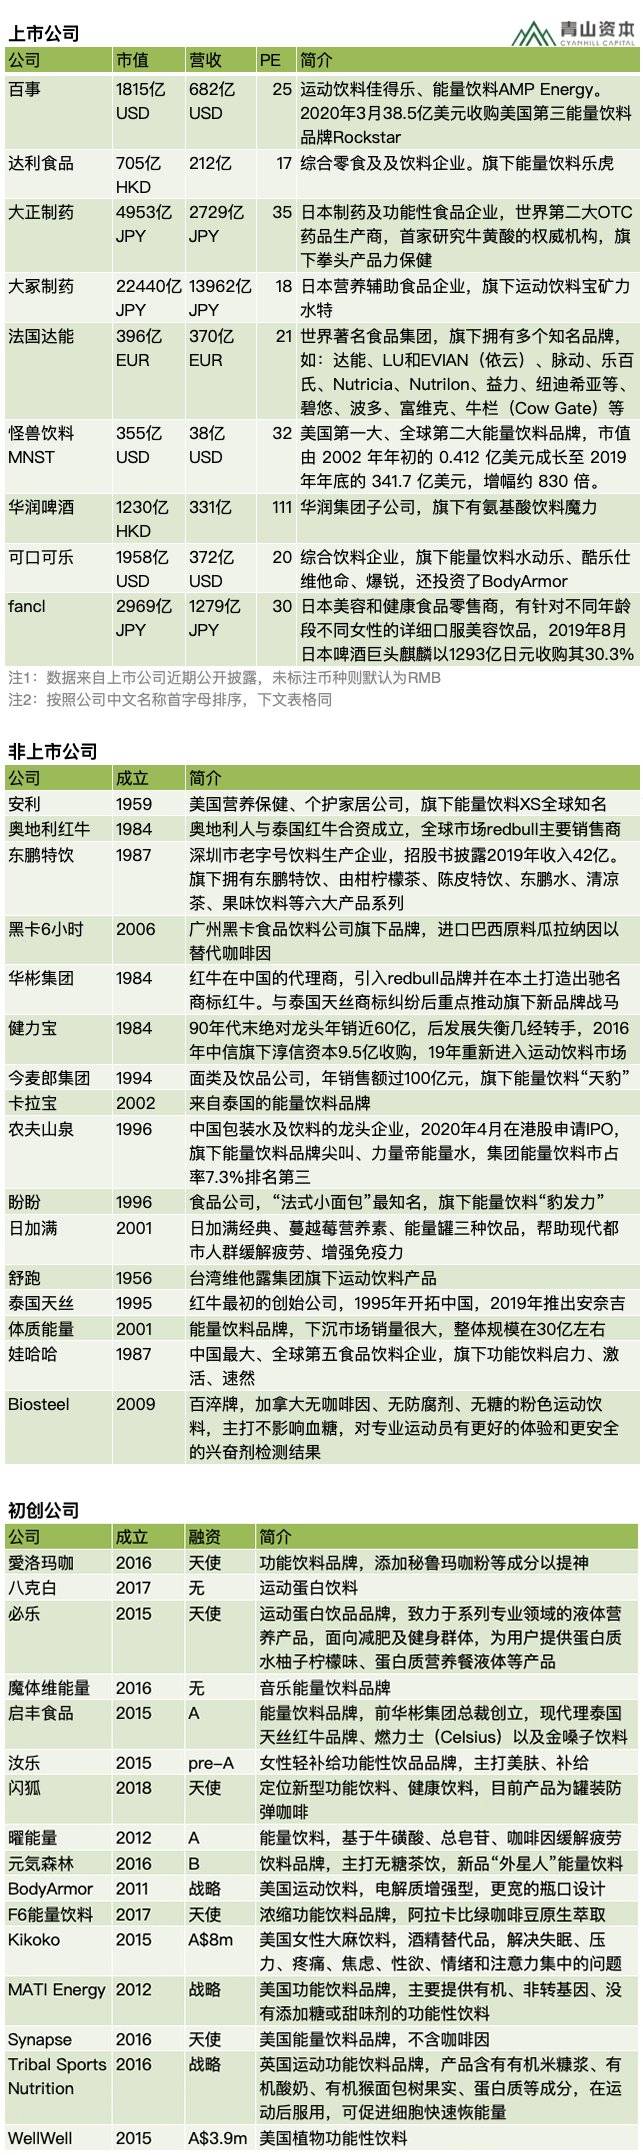 上市公司
青山资本
CYANHILL CAPITAL
公司 市值 营收 PE 简介
百事 1815亿 682亿 25 运动饮料佳得乐、能量饮料AMP Energy。
USD USD 2020年3月38.5亿美元收购美国第三能量饮料
品牌Rockstar
达利食品 705亿 212亿 17 综合零食及及饮料企业。旗下能量饮料乐虎
HKD
大正制药 4953亿 2729亿 35 日本制药及功能性食品企业，世界第二大OTC
JPY JPY 药品生产商，首家研究牛黄酸的权威机构，旗
下拳头产品力保健
大冢制药 22440亿 13962亿 18 日本营养辅助食品企业，旗下运动饮料宝矿力
JPY JPY 水特
法国达能 396亿 370亿 21 世界著名食品集团，旗下拥有多个知名品牌，
EUR EUR 如：达能、LU和EVIAN（依云）、脉动、乐百
氏、Nutricia、Nutrilon、益力、纽迪希亚等、
碧悠、波多、富维克、牛栏（Cow Gate）等
怪兽饮料 355亿 38亿 32 美国第一大、全球第二大能量饮料品牌，市值
MNST USD USD 由 2002 年年初的 0.412 亿美元成长至 2019
年年底的 341.7 亿美元，增幅约 830 倍。
华润啤酒 1230亿 331亿 111 华润集团子公司，旗下有氨基酸饮料魔力
HKD
可口可乐 1958亿 372亿 20 综合饮料企业，旗下能量饮料水动乐、酷乐仕
USD USD 维他命、爆锐，还投资了BodyArmor
fancl 2969亿 1279亿 30 日本美容和健康食品零售商，有针对不同年龄
JPY JPY 段不同女性的详细口服美容饮品，2019年8月
日本啤酒巨头麒麟以1293亿日元收购其30.3%
注1：数据来自上市公司近期公开披露，未标注币种则默认为RMB
注2：按照公司中文名称首字母排序，下文表格同
非上市公司
公司 成立 简介
安利 1959 美国营养保健、个护家居公司，旗下能量饮料XS全球知名
奥地利红牛 1984 奥地利人与泰国红牛合资成立，全球市场redbull主要销售商
东鹏特饮 1987 深圳市老字号饮料生产企业，招股书披露2019年收入42亿。
旗下拥有东鹏特饮、由柑柠檬茶、陈皮特饮、东鹏水、清凉
茶、果味饮料等六大产品系列
黑卡6小时 2006 广州黑卡食品饮料公司旗下品牌，进口巴西原料瓜拉纳因以
替代咖啡因
华彬集团 1984 红牛在中国的代理商，引入redbull品牌并在本土打造出驰名
商标红牛。与泰国天丝商标纠纷后重点推动旗下新品牌战马
健力宝 1984 90年代末绝对龙头年销近60亿，后发展失衡几经转手，2016
年中信旗下淳信资本9.5亿收购，19年重新进入运动饮料市场
今麦郎集团 1994 面类及饮品公司，年销售额过100亿元，旗下能量饮料“天豹”
卡拉宝 2002 来自泰国的能量饮料品牌
农夫山泉 1996 中国包装水及饮料的龙头企业，2020年4月在港股申请IPO，
旗下能量饮料品牌尖叫、力量帝能量水，集团能量饮料市占
率7.3%排名第三
盼盼 1996 食品公司，“法式小面包”最知名，旗下能量饮料“豹发力”
日加满 2001 日加满经典、蔓越莓营养素、能量罐三种饮品，帮助现代都
市人群缓解疲劳、增强免疫力
舒跑 1956 台湾维他露集团旗下运动饮料产品
泰国天丝 1995 红牛最初的创始公司，1995年开拓中国，2019年推出安奈吉
体质能量 2001 能量饮料品牌，下沉市场销量很大，整体规模在30亿左右
娃哈哈 1987 中国最大、全球第五食品饮料企业，旗下功能饮料启力、激
活、速然
Biosteel 2009 百淬牌，加拿大无咖啡因、无防腐剂、无糖的粉色运动饮
料，主打不影响血糖，对专业运动员有更好的体验和更安全
的兴奋剂检测结果
初创公司
公司 成立 融资 简介
愛洛玛咖 2016 天使 功能饮料品牌，添加秘鲁玛咖粉等成分以提神
八克白 2017 无 运动蛋白饮料
必乐 2015 天使 运动蛋白饮品品牌，致力于系列专业领域的液体营
养产品，面向减肥及健身群体，为用户提供蛋白质
水柚子柠檬味、蛋白质营养餐液体等产品
魔体维能量 2016 无 音乐能量饮料品牌
启丰食品 2015 A 能量饮料品牌，前华彬集团总裁创立，现代理泰国
天丝红牛品牌、燃力士（Celsius）以及金嗓子饮料
汝乐 2015 pre-A 女性轻补给功能性饮品品牌，主打美肤、补给
闪狐 2018 天使 定位新型功能饮料、健康饮料，目前产品为罐装防
弹咖啡
曜能量 2012 A 能量饮料，基于牛磺酸、总皂苷、咖啡因缓解疲劳
元気森林 2016 B 饮料品牌，主打无糖茶饮，新品“外星人”能量饮料
BodyArmor 2011 战略 美国运动饮料，电解质增强型，更宽的瓶口设计
F6能量饮料 2017 天使 浓缩功能饮料品牌，阿拉卡比绿咖啡豆原生萃取
Kikoko 2015 A$8m 美国女性大麻饮料，酒精替代品，解决失眠、压
力、疼痛、焦虑、性欲、情绪和注意力集中的问题
MATI Energy 2012 战略 美国功能饮料品牌，主要提供有机、非转基因、没
有添加糖或甜味剂的功能性饮料
Synapse 2016 天使 美国能量饮料品牌，不含咖啡因
Tribal Sports 2016 战略 英国运动功能饮料品牌，产品含有有机米糠浆、有
Nutrition 机酸奶、有机猴面包树果实、蛋白质等成分，在运
动后服用，可促进细胞快速恢能量
WellWell 2015 A$3.9m 美国植物功能性饮料